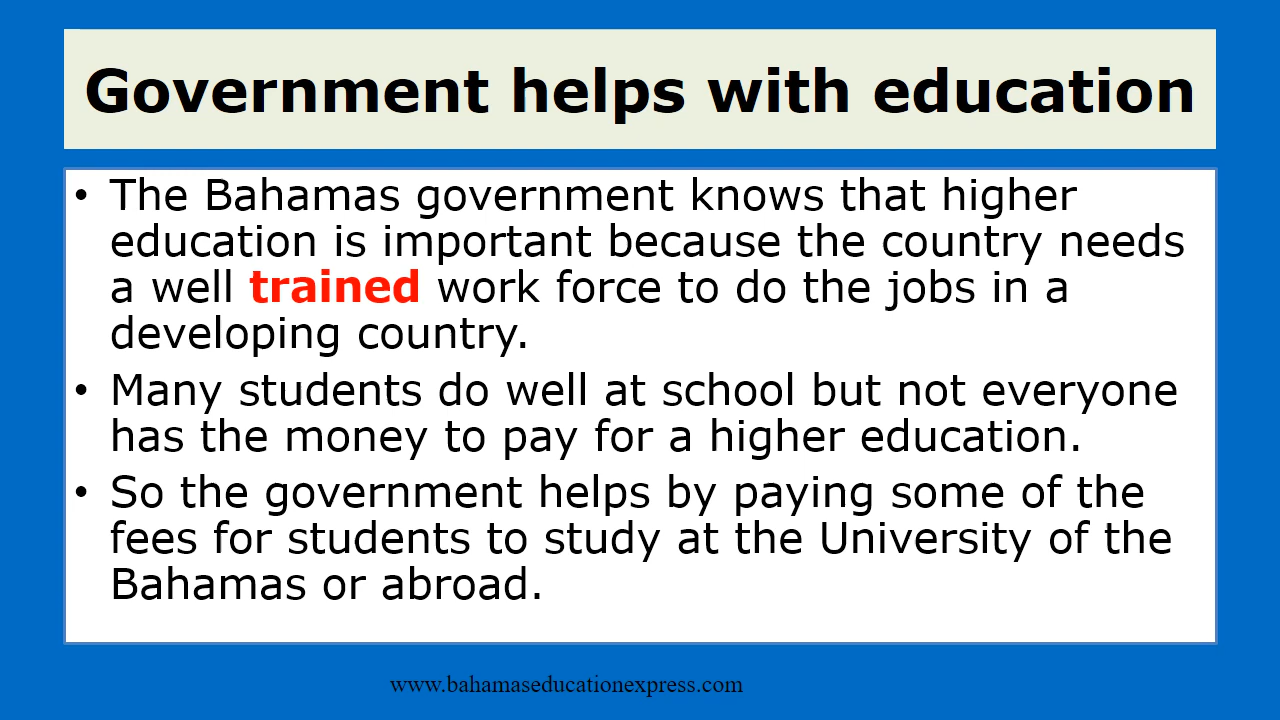 Government helps with education
• The Bahamas government knows that higher
education is important because the country needs
a well trained work force to do the jobs in a
developing country.
• Many students do well at school but not everyone
has the money to pay for a higher education.
• So the government helps by paying some of the
fees for students to study at the University of the
Bahamas or abroad.
www.bahamaseducationexpress.com